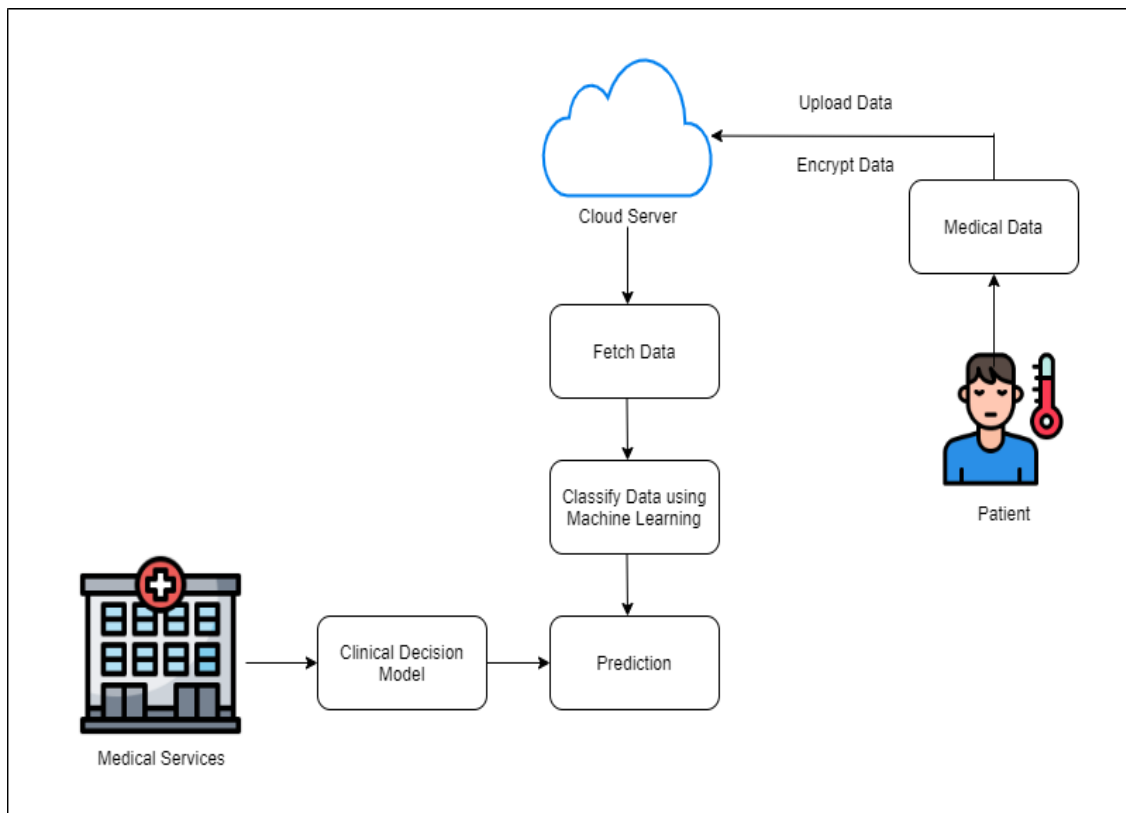 Upload Data
Encrypt Data
Cloud Server
Medical Data
Fetch Data
Classify Data using
Machine Learning
Patient
Clinical Decision
Model
Prediction
Medical Services